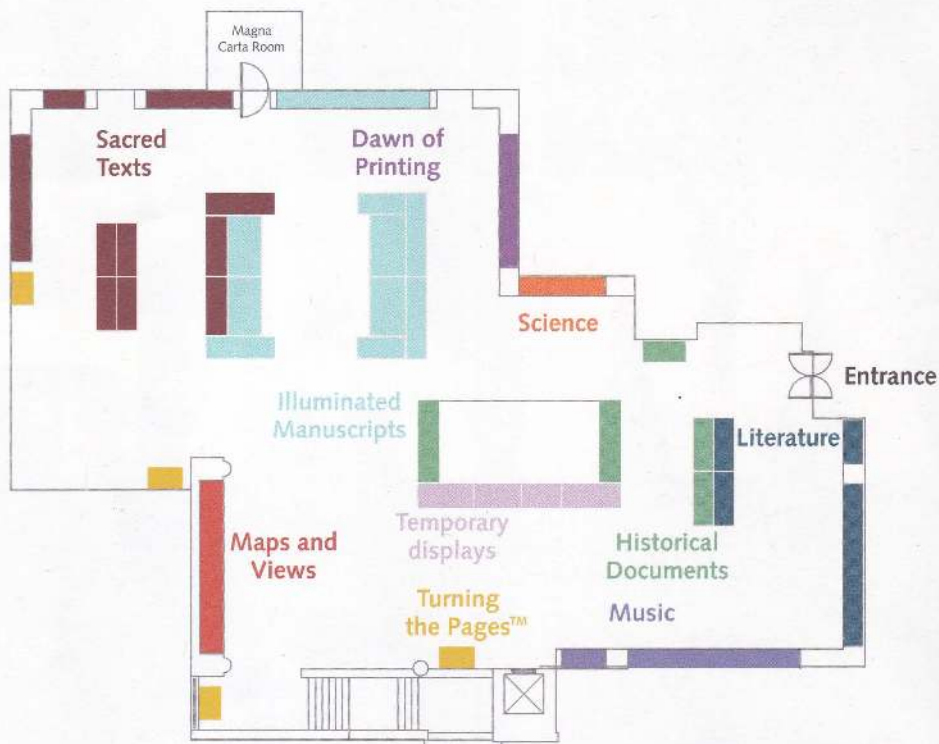 Magna
Carta Room
Sacred
Texts
Dawn of
Printing
Science
Entrance
Illuminated
Manuscripts
Literature
Temporary
displays
Maps and
Views
Historical
Documents
Turning
the Pages™
Music